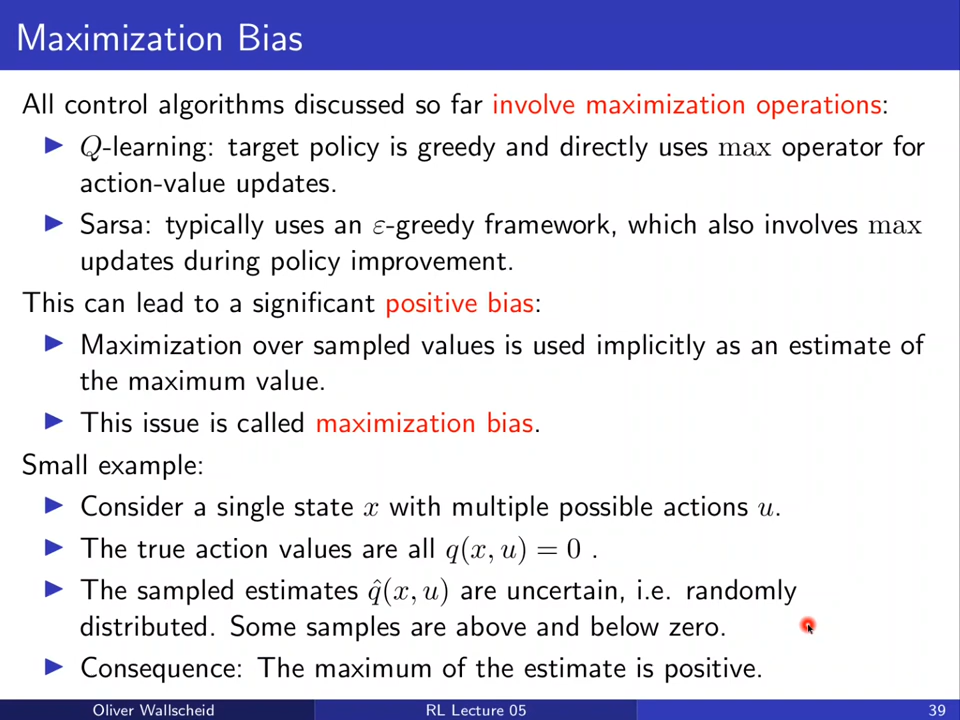 Maximization Bias
All control algorithms discussed so far involve maximization operations:
▶ Q-learning: target policy is greedy and directly uses max operator for
action-value updates.
▶ Sarsa: typically uses an ε-greedy framework, which also involves max
updates during policy improvement.
This can lead to a significant positive bias:
▶ Maximization over sampled values is used implicitly as an estimate of
the maximum value.
▶ This issue is called maximization bias.
Small example:
▶ Consider a single state x with multiple possible actions u.
▶ The true action values are all q(x, u) = 0 .
▶ The sampled estimates q̂(x, u) are uncertain, i.e. randomly
distributed. Some samples are above and below zero.
▶ Consequence: The maximum of the estimate is positive.
Oliver Wallscheid RL Lecture 05 39